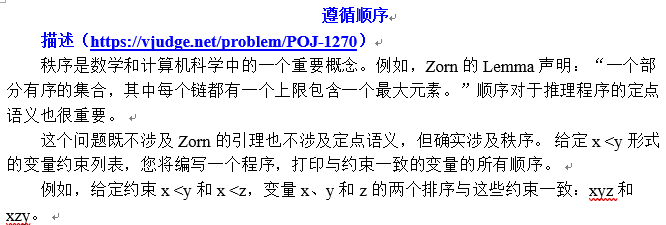 遵循顺序
描述（https://vjudge.net/problem/POJ-1270）
秩序是数学和计算机科学中的一个重要概念。例如，Zorn 的 Lemma 声明：“一个部
分有序的集合，其中每个链都有一个上限包含一个最大元素。”顺序对于推理程序的定点
语义也很重要。
这个问题既不涉及 Zorn 的引理也不涉及定点语义，但确实涉及秩序。 给定 x <y 形式
的变量约束列表，您将编写一个程序，打印与约束一致的变量的所有顺序。
例如，给定约束 x <y 和 x <z，变量 x、y 和 z 的两个排序与这些约束一致：xyz 和
xzy。